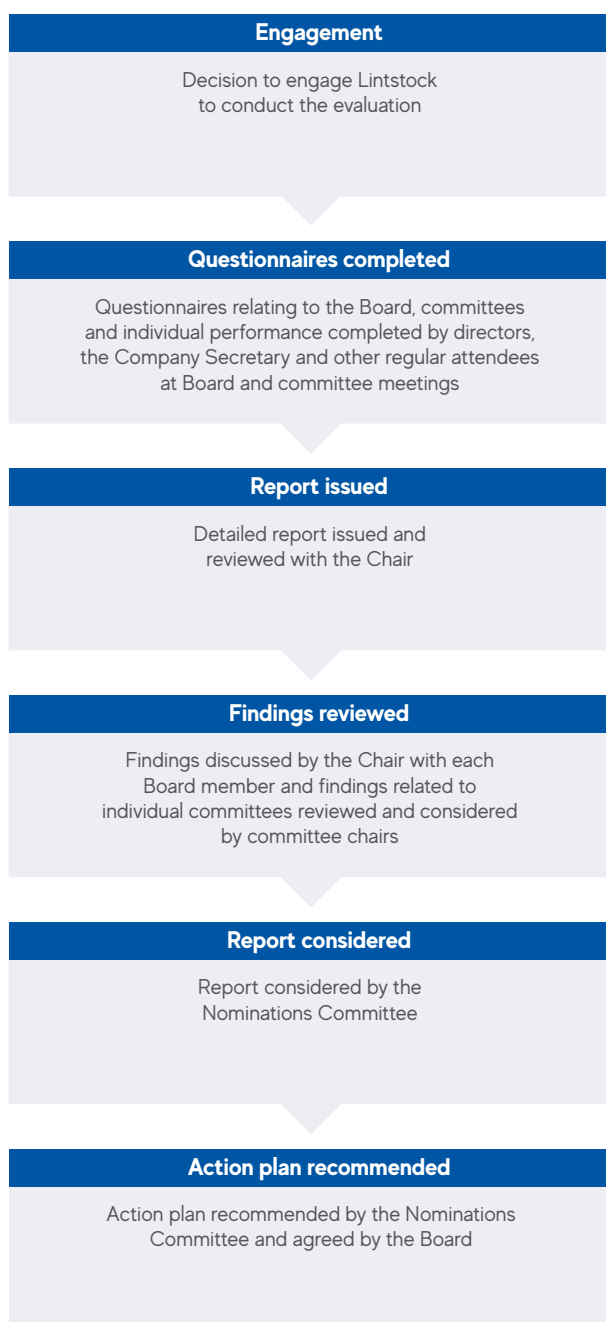 Engagement
Decision to engage Lintstock
to conduct the evaluation
Questionnaires completed
Questionnaires relating to the Board, committees
and individual performance completed by directors,
the Company Secretary and other regular attendees
at Board and committee meetings
Report issued
Detailed report issued and
reviewed with the Chair
Findings reviewed
Findings discussed by the Chair with each
Board member and findings related to
individual committees reviewed and considered
by committee chairs
Report considered
Report considered by the
Nominations Committee
Action plan recommended
Action plan recommended by the Nominations
Committee and agreed by the Board